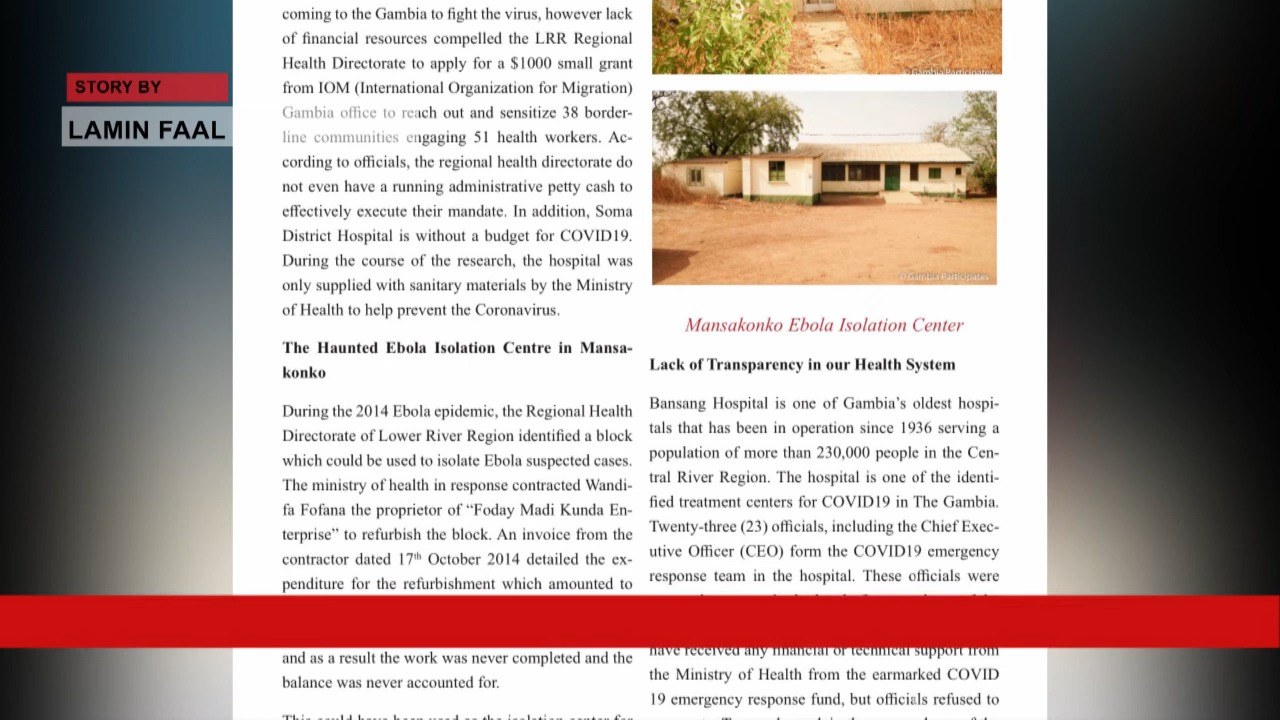 STORY BY
LAMIN FAAL
coming to the Gambia to fight the virus, however lack
of financial resources compelled the LRR Regional
Health Directorate to apply for a $1000 small grant
from IOM (International Organization for Migration)
Gambia office to reach out and sensitize 38 border-
line communities engaging 51 health workers. Ac-
cording to officials, the regional health directorate do
not even have a running administrative petty cash to
effectively execute their mandate. In addition, Soma
District Hospital is without a budget for COVID19.
During the course of the research, the hospital was
only supplied with sanitary materials by the Ministry
of Health to help prevent the Coronavirus.
The Haunted Ebola Isolation Centre in Mansa-
konko
During the 2014 Ebola epidemic, the Regional Health
Directorate of Lower River Region identified a block
which could be used to isolate Ebola suspected cases.
The ministry of health in response contracted Wandi-
fa Fofana the proprietor of “Foday Madi Kunda En-
terprise” to refurbish the block. An invoice from the
contractor dated 17th October 2014 detailed the ex-
penditure for the refurbishment which amounted to
and as a result the work was never completed and the
balance was never accounted for.
© Gambia Participates
© Gambia Participates
Mansakonko Ebola Isolation Center
Lack of Transparency in our Health System
Bansang Hospital is one of Gambia’s oldest hospi-
tals that has been in operation since 1936 serving a
population of more than 230,000 people in the Cen-
tral River Region. The hospital is one of the identi-
fied treatment centers for COVID19 in The Gambia.
Twenty-three (23) officials, including the Chief Exec-
utive Officer (CEO) form the COVID19 emergency
response team in the hospital. These officials were
have received any financial or technical support from
the Ministry of Health from the earmarked COVID
19 emergency response fund, but officials refused to